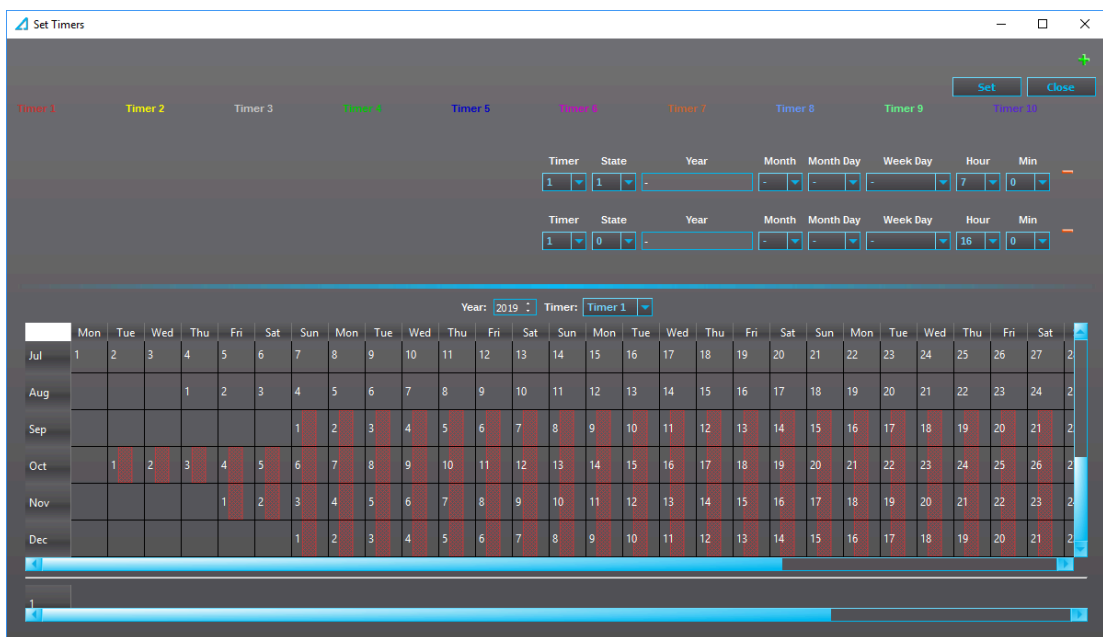 Set Timers
Set Close
Timer 1 Timer 2 Timer 3 Timer 4 Timer 5 Timer 6 Timer 7 Timer 8 Timer 9 Timer 10
Timer State Year Month Month Day Week Day Hour Min
1 1 - - - - 7 0
Timer State Year Month Month Day Week Day Hour Min
1 0 - - - - 16 0
Year: 2019 Timer: Timer 1
Mon Tue Wed Thu Fri Sat Sun Mon Tue Wed Thu Fri Sat Sun Mon Tue Wed Thu Fri Sat Sun Mon Tue Wed Thu Fri Sat
Jul 1 2 3 4 5 6 7 8 9 10 11 12 13 14 15 16 17 18 19 20 21 22 23 24 25 26 27 2
Aug 1 2 3 4 5 6 7 8 9 10 11 12 13 14 15 16 17 18 19 20 21 22 23 24 2
Sep 1 2 3 4 5 6 7 8 9 10 11 12 13 14 15 16 17 18 19 20 21 2
Oct 1 2 3 4 5 6 7 8 9 10 11 12 13 14 15 16 17 18 19 20 21 22 23 24 25 26 2
Nov 1 2 3 4 5 6 7 8 9 10 11 12 13 14 15 16 17 18 19 20 21 22 23 2
Dec 1 2 3 4 5 6 7 8 9 10 11 12 13 14 15 16 17 18 19 20 21 2
1